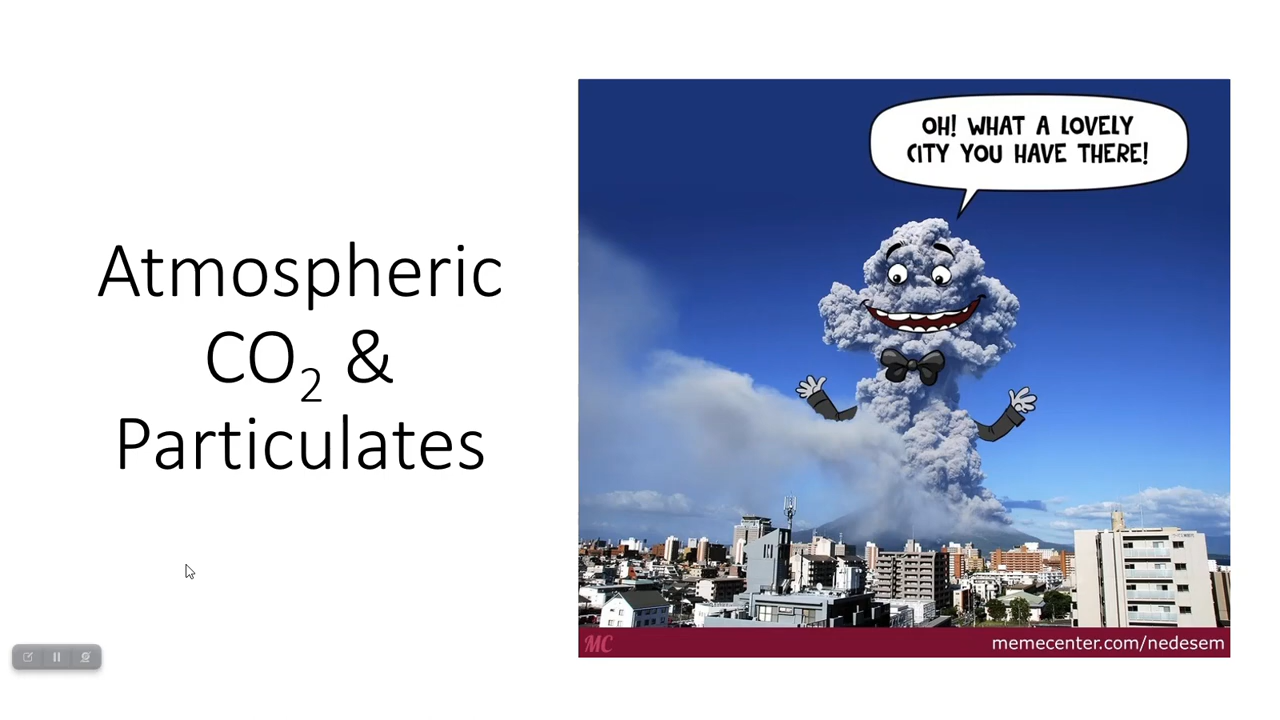 Atmospheric
CO₂ &
Particulates
OH! WHAT A LOVELY
CITY YOU HAVE THERE!
MC
memecenter.com/nedesem